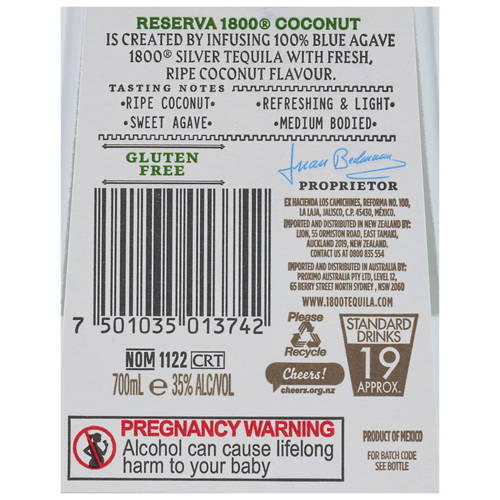 RESERVA 1800® COCONUT
IS CREATED BY INFUSING 100% BLUE AGAVE
1800® SILVER TEQUILA WITH FRESH,
RIPE COCONUT FLAVOUR.
TASTING NOTES
•RIPE COCONUT• •REFRESHING & LIGHT•
•SWEET AGAVE• •MEDIUM BODIED•
GLUTEN
FREE
PROPRIETOR
EX HACIENDA LOS CAMICHINES, REFORMA NO. 100,
LA LAJA, JALISCO, C.P. 45430, MÉXICO.
IMPORTED AND DISTRIBUTED IN NEW ZEALAND BY:
LION, 55 ORMISTON ROAD, EAST TAMAKI,
AUCKLAND 2019, NEW ZEALAND.
CONTACT US AT 0800 835 554
IMPORTED AND DISTRIBUTED IN AUSTRALIA BY:
PROXIMO AUSTRALIA PTY LTD, LEVEL 12,
65 BERRY STREET NORTH SYDNEY, NSW 2060
WWW.1800TEQUILA.COM
7 501035 013742
Please
Recycle
Cheers!
cheers.org.nz
STANDARD
DRINKS
19
APPROX.
NOM 1122 CRT
700mL e 35% ALC/VOL
PREGNANCY WARNING
Alcohol can cause lifelong
harm to your baby
PRODUCT OF MEXICO
FOR BATCH CODE
SEE BOTTLE